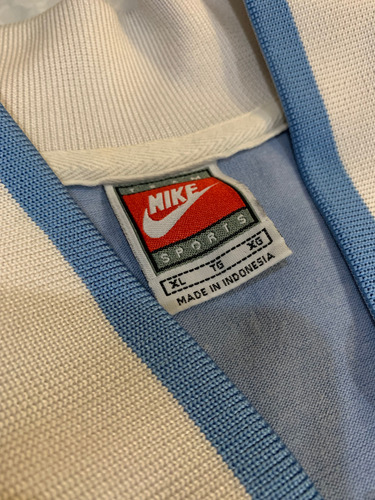 TEAM
NIKE
SPORTS
XL TG XG
MADE IN INDONESIA